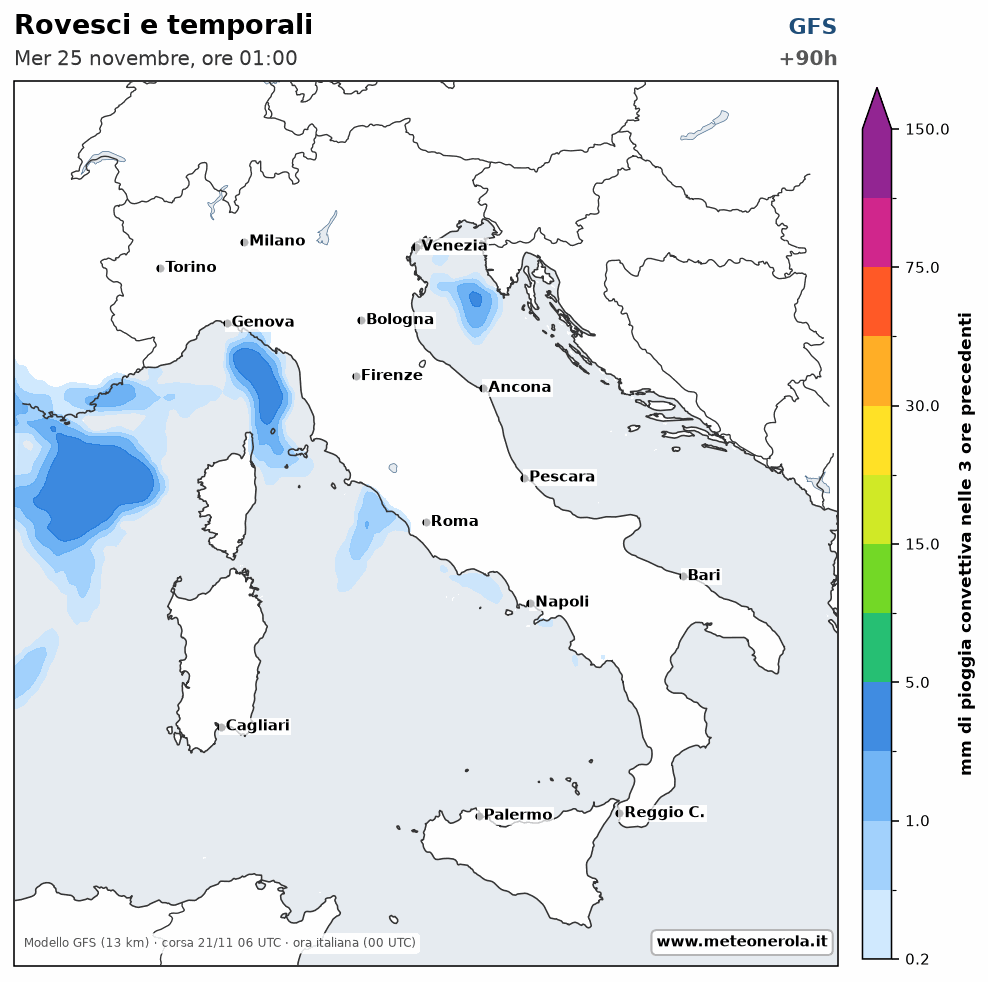 Rovesci e temporali
GFS
Mer 25 novembre, ore 01:00
+90h
150.0
75.0
30.0
15.0
5.0
1.0
0.2
mm di pioggia convettiva nelle 3 ore precedenti
Milano
Venezia
Torino
Genova
Bologna
Firenze
Ancona
Pescara
Roma
Bari
Napoli
Cagliari
Palermo
Reggio C.
Modello GFS (13 km) · corsa 21/11 06 UTC · ora italiana (00 UTC)
www.meteonerola.it